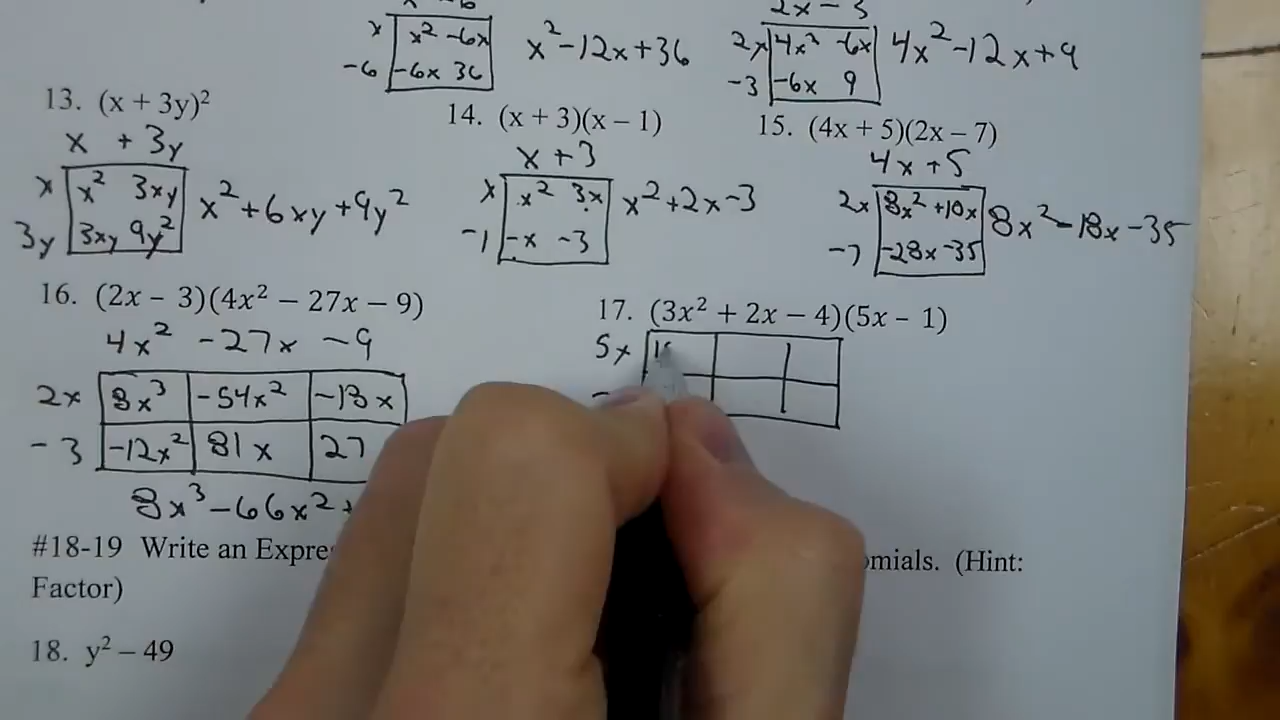 2x - 3
x x² -6x x² -12x + 36 2x 4x² -6x 4x² -12x + 9
-6 -6x 36 -3 -6x 9
13. (x + 3y)² 14. (x + 3)(x – 1) 15. (4x + 5)(2x – 7)
x + 3y x + 3 4x + 5
x x² 3xy x² + 6xy + 9y² x x² 3x x² + 2x - 3 2x 8x² +10x 8x² - 18x - 35
3y 3xy 9y² -1 -x -3 -7 -28x -35
16. (2x – 3)(4x² – 27x – 9) 17. (3x² + 2x – 4)(5x – 1)
4x² -27x -9 5x
2x 8x³ -54x² -18x
-3 -12x² 81x 27
8x³ - 66x² +
#18-19 Write an omials. (Hint:
Factor)
18. y² – 49